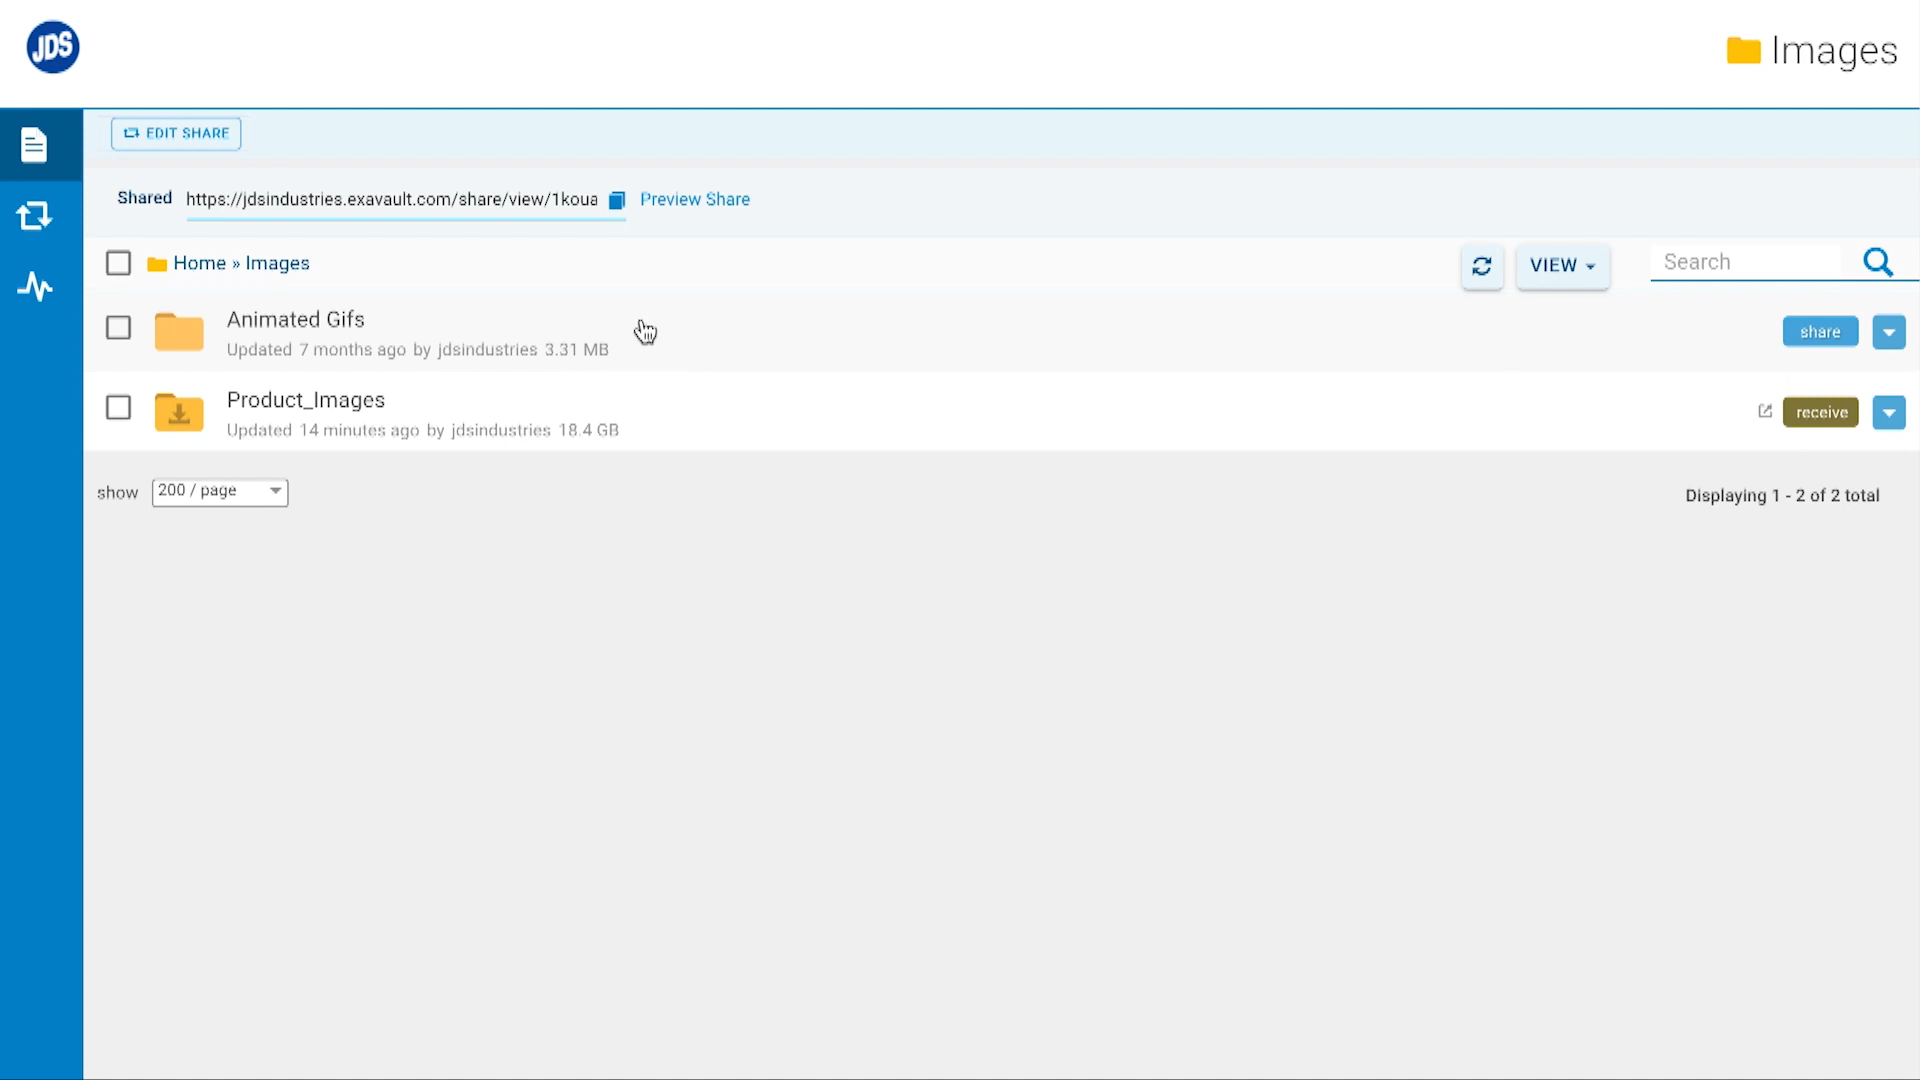 JDS
Images
EDIT SHARE
Shared https://jdsindustries.exavault.com/share/view/1koua Preview Share
Home » Images
VIEW
Search
Animated Gifs
Updated 7 months ago by jdsindustries 3.31 MB
share
Product_Images
Updated 14 minutes ago by jdsindustries 18.4 GB
receive
show 200 / page
Displaying 1 - 2 of 2 total